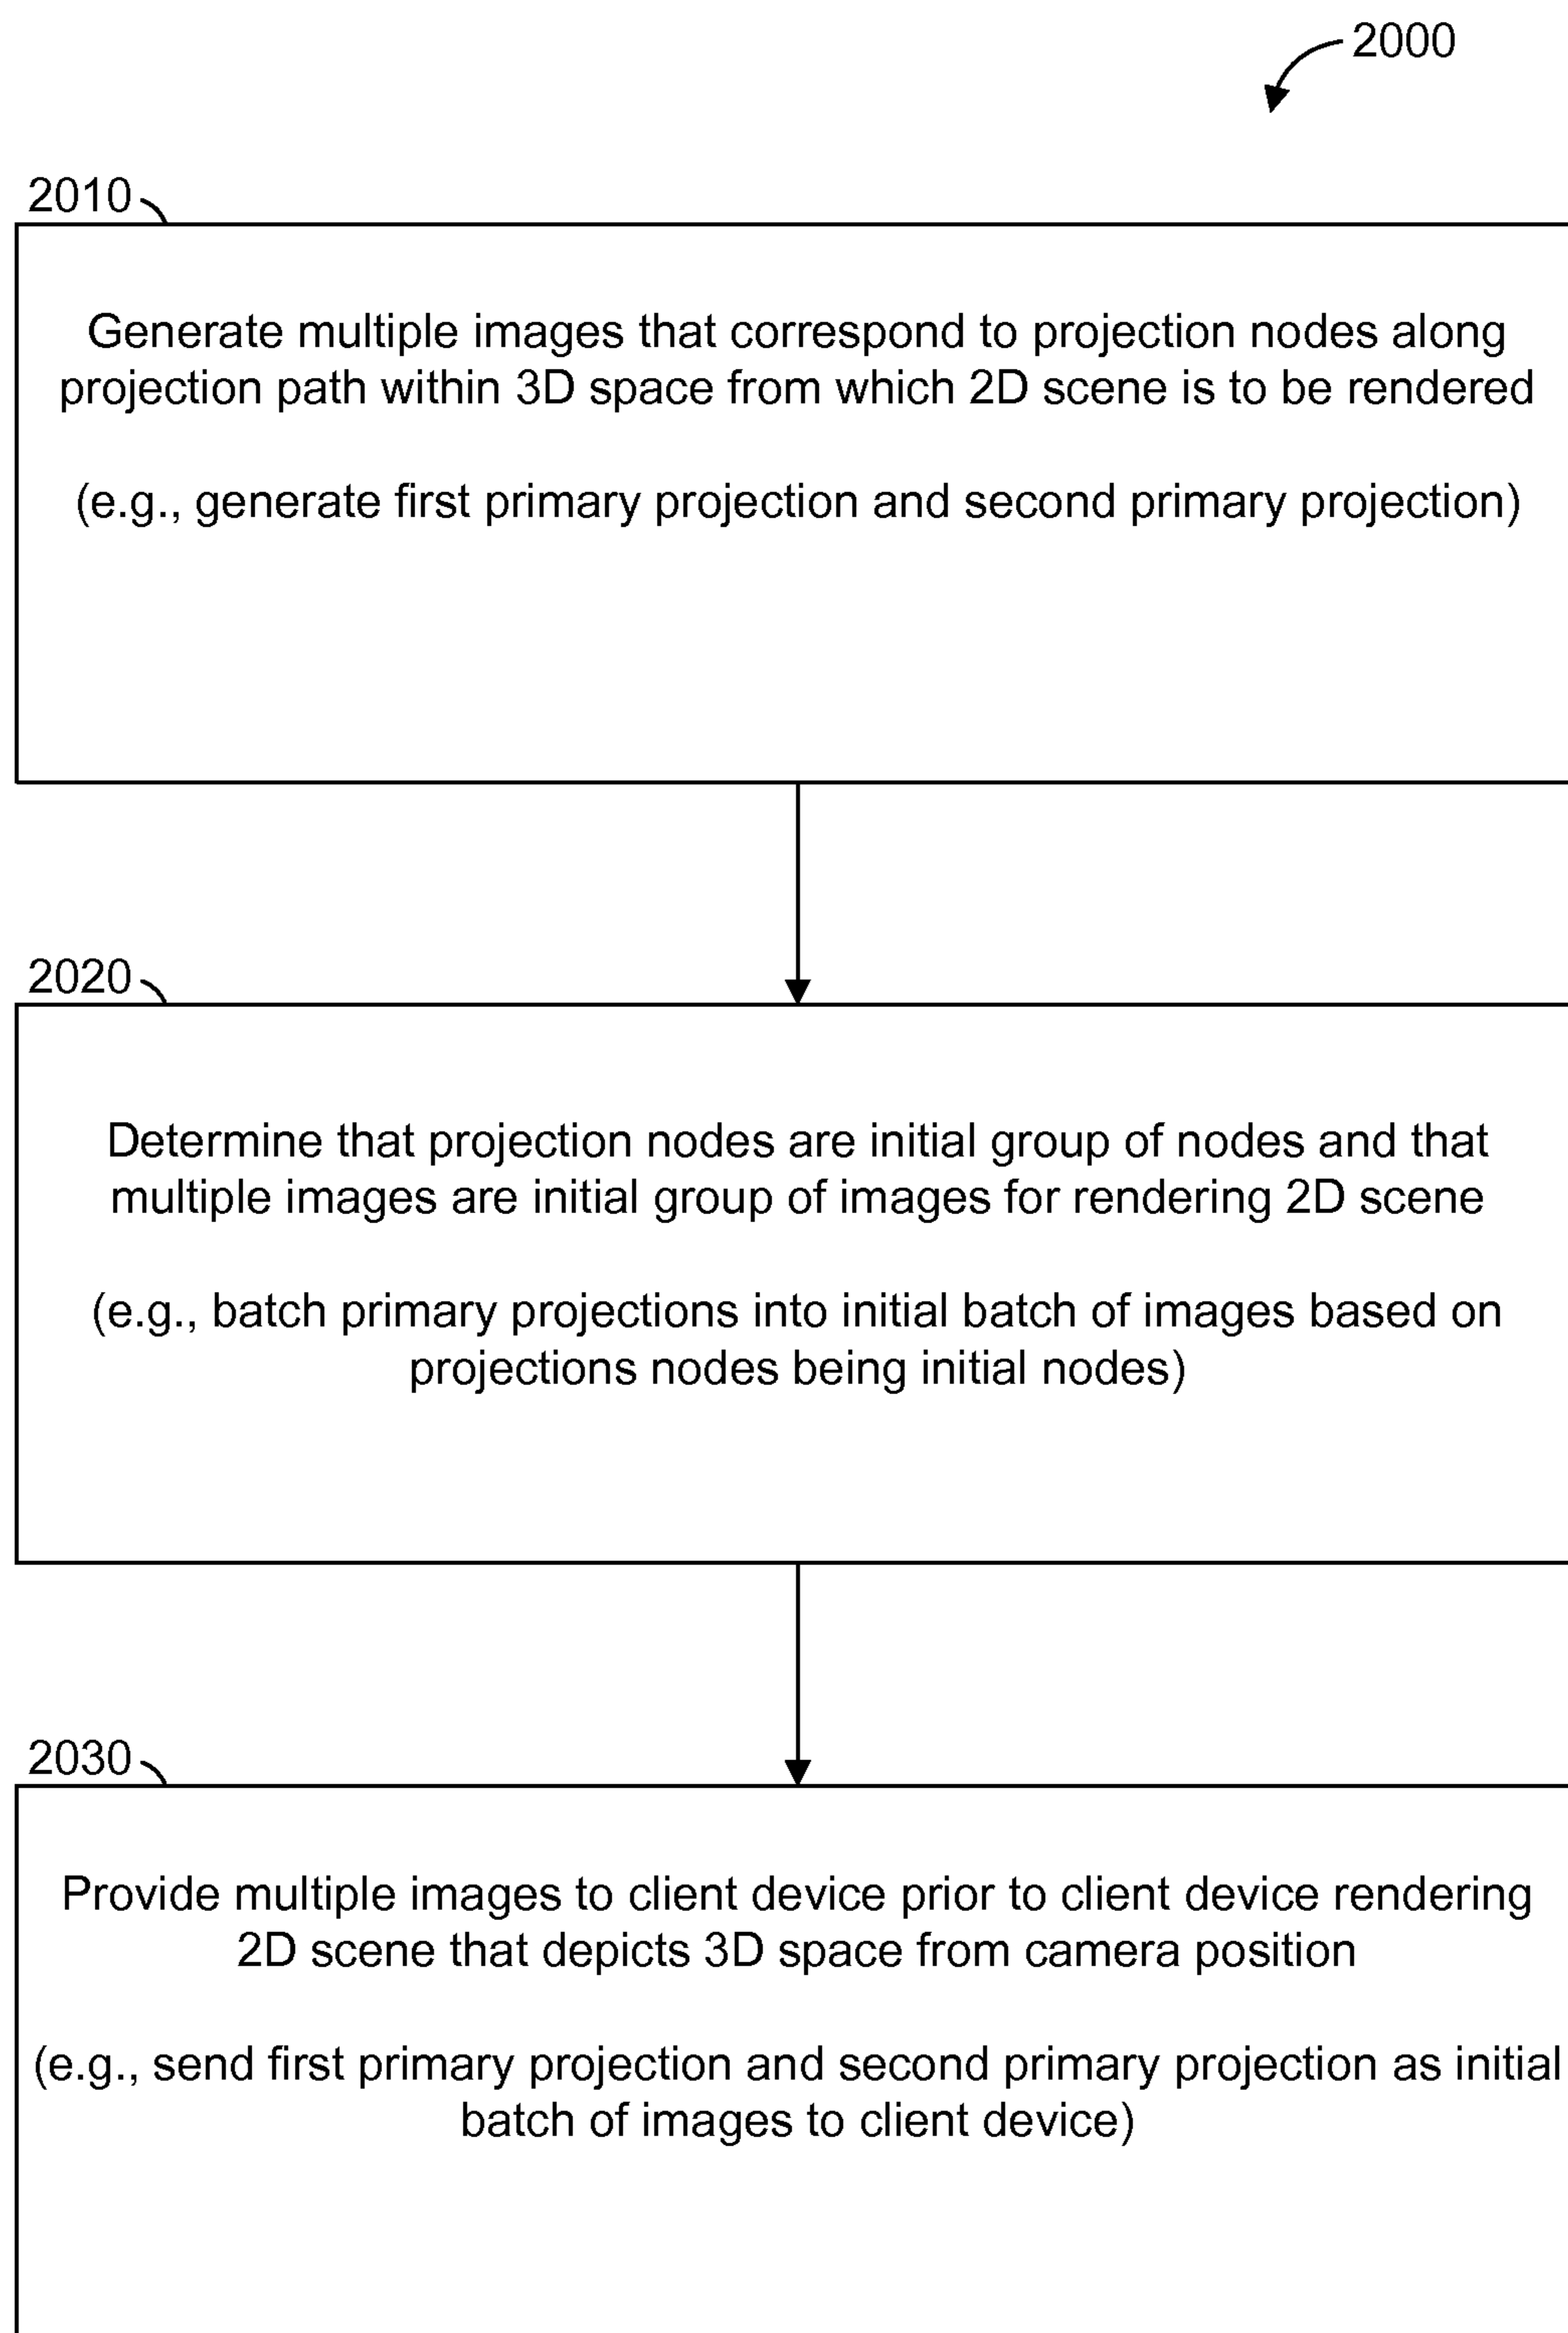 2000
2010
Generate multiple images that correspond to projection nodes along
projection path within 3D space from which 2D scene is to be rendered
(e.g., generate first primary projection and second primary projection)
2020
Determine that projection nodes are initial group of nodes and that
multiple images are initial group of images for rendering 2D scene
(e.g., batch primary projections into initial batch of images based on
projections nodes being initial nodes)
2030
Provide multiple images to client device prior to client device rendering
2D scene that depicts 3D space from camera position
(e.g., send first primary projection and second primary projection as initial
batch of images to client device)